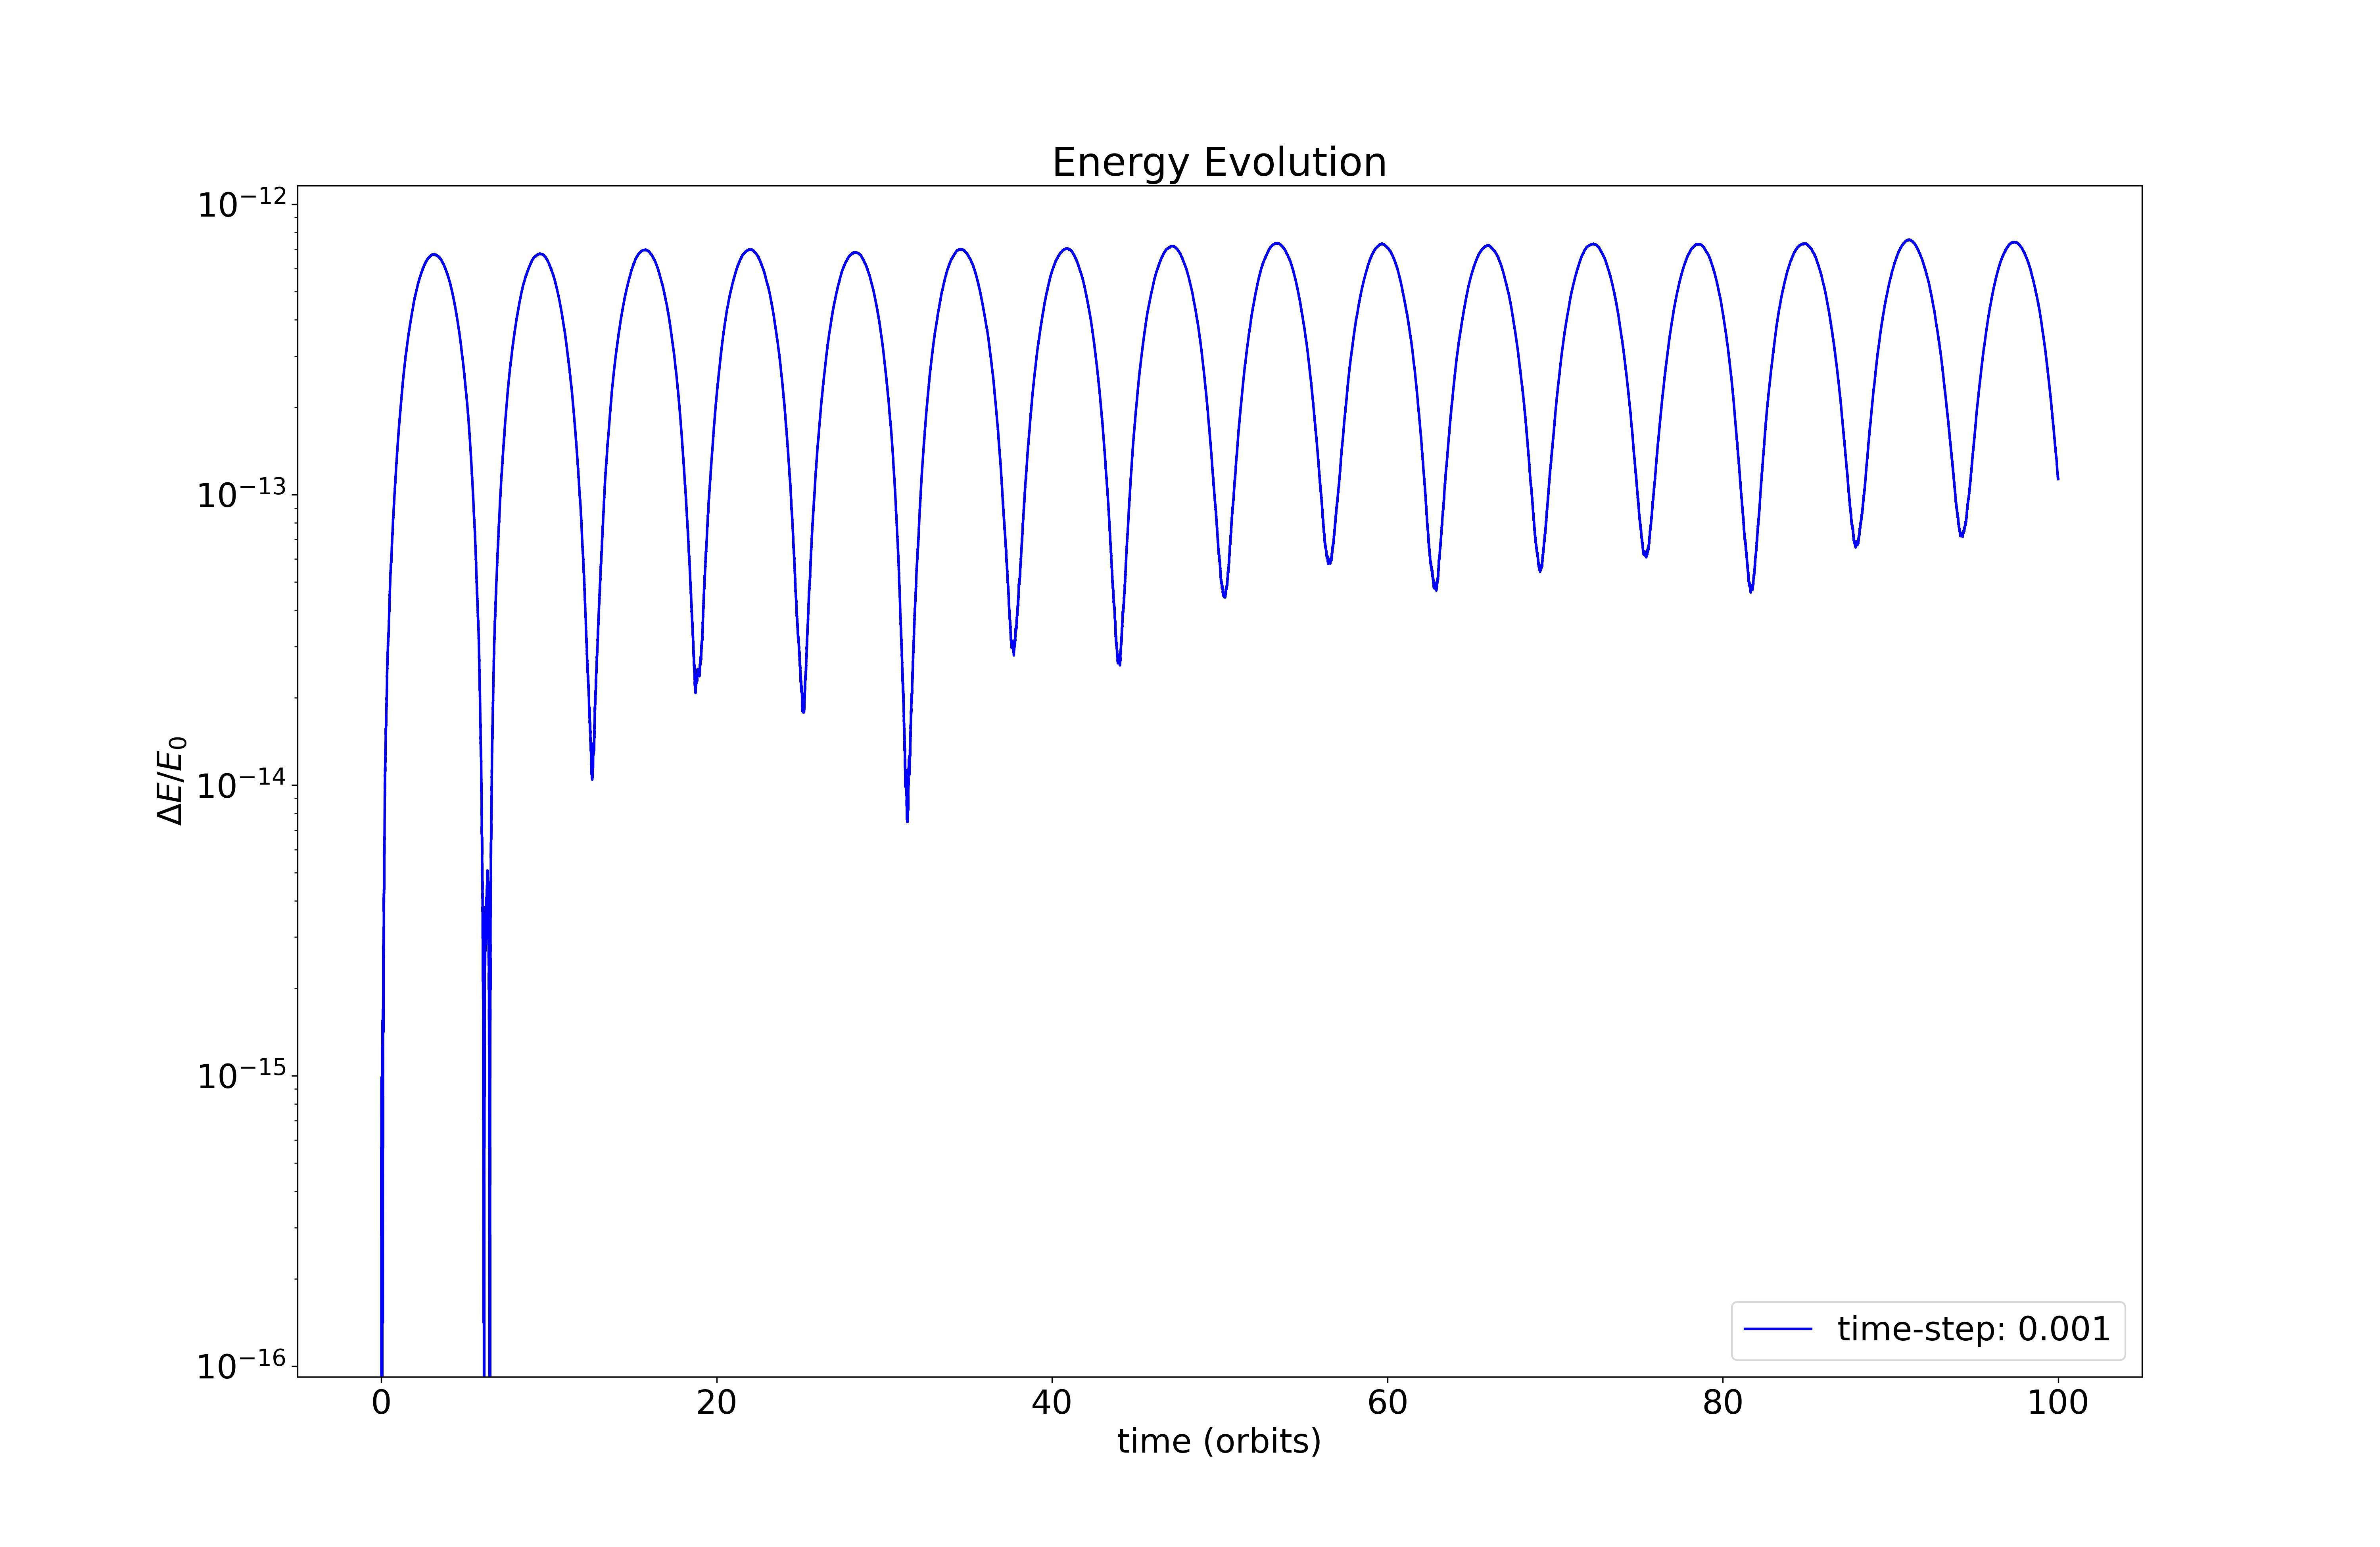 Energy Evolution
10⁻¹²
10⁻¹³
10⁻¹⁴
10⁻¹⁵
10⁻¹⁶
ΔE/E₀
0 20 40 60 80 100
time (orbits)
time-step: 0.001